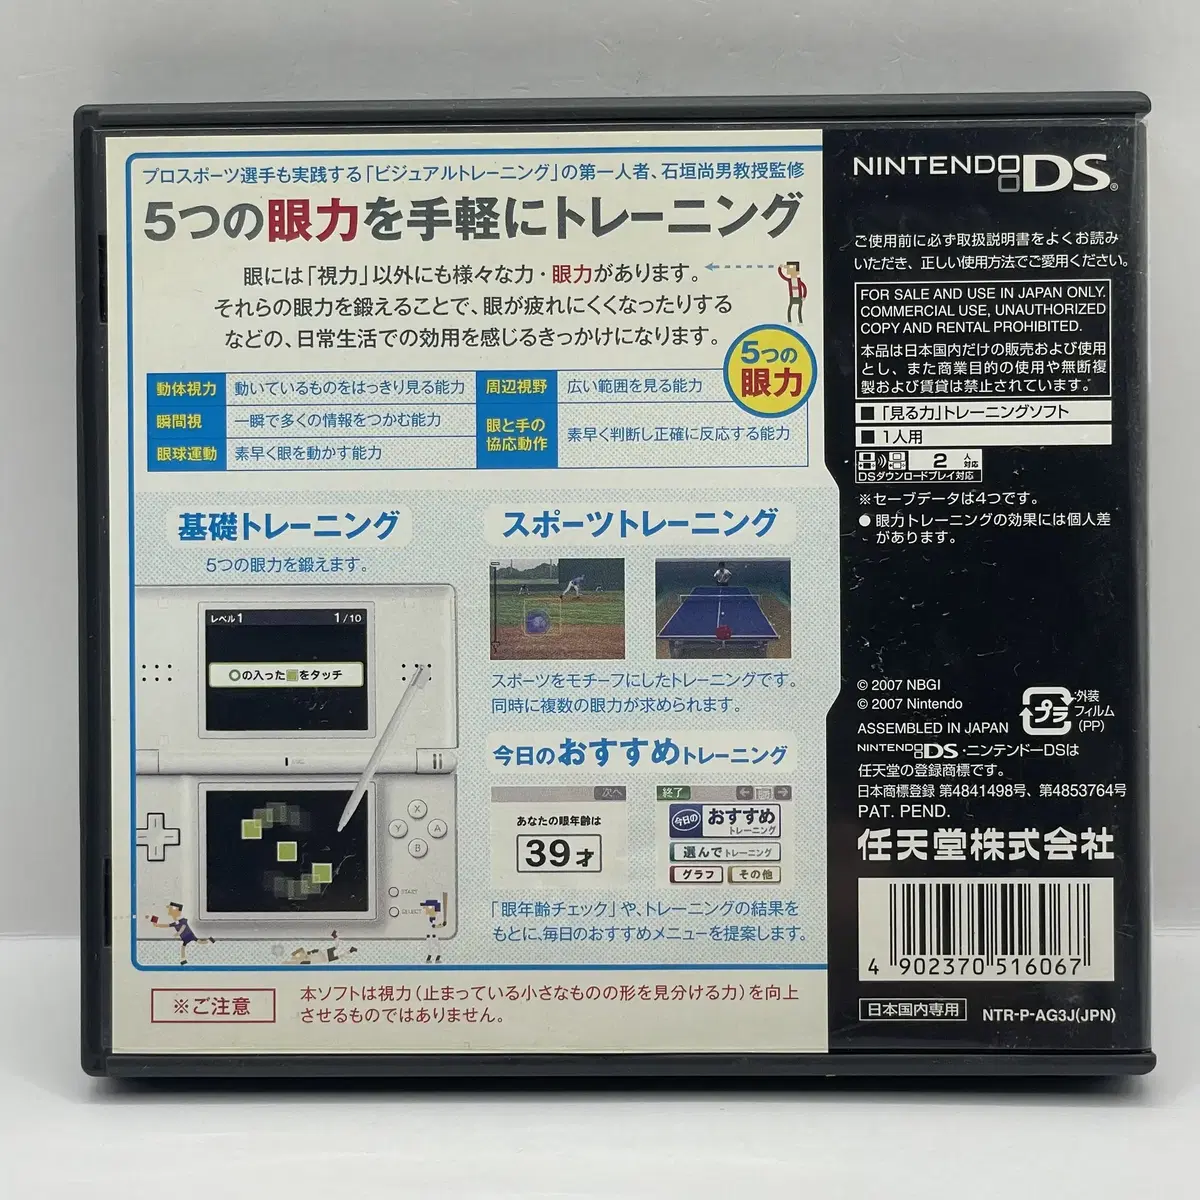 プロスポーツ選手も実践する「ビジュアルトレーニング」の第一人者、石垣尚男教授監修
5つの眼力を手軽にトレーニング
眼には「視力」以外にも様々な力・眼力があります。
それらの眼力を鍛えることで、眼が疲れにくくなったりする
などの、日常生活での効用を感じるきっかけになります。
5つの
眼力
動体視力 動いているものをはっきり見る能力
瞬間視 一瞬で多くの情報をつかむ能力
眼球運動 素早く眼を動かす能力
周辺視野 広い範囲を見る能力
眼と手の
協応動作
素早く判断し正確に反応する能力
基礎トレーニング
5つの眼力を鍛えます。
レベル1 1/10
○の入った■をタッチ
X
Y A
B
START
SELECT
スポーツトレーニング
スポーツをモチーフにしたトレーニングです。
同時に複数の眼力が求められます。
今日のおすすめトレーニング
次へ
あなたの眼年齢は
39才
終了
今日の おすすめ
トレーニング
選んでトレーニング
グラフ その他
「眼年齢チェック」や、トレーニングの結果を
もとに、毎日のおすすめメニューを提案します。
※ご注意
本ソフトは視力（止まっている小さなものの形を見分ける力）を向上
させるものではありません。
NINTENDO DS®
ご使用前に必ず取扱説明書をよくお読み
いただき、正しい使用方法でご愛用ください。
FOR SALE AND USE IN JAPAN ONLY.
COMMERCIAL USE, UNAUTHORIZED
COPY AND RENTAL PROHIBITED.
本品は日本国内だけの販売および使用
とし、また商業目的の使用や無断複
製および賃貸は禁止されています。
■「見る力」トレーニングソフト
■1人用
2人対応
DSダウンロードプレイ対応
※セーブデータは4つです。
●眼力トレーニングの効果には個人差
があります。
© 2007 NBGI
© 2007 Nintendo
プラ
外装
フィルム
(PP)
ASSEMBLED IN JAPAN
NINTENDO DS・ニンテンドーDSは
任天堂の登録商標です。
日本商標登録 第4841498号、第4853764号
PAT. PEND.
任天堂株式会社
4 902370 516067
日本国内専用
NTR-P-AG3J(JPN)